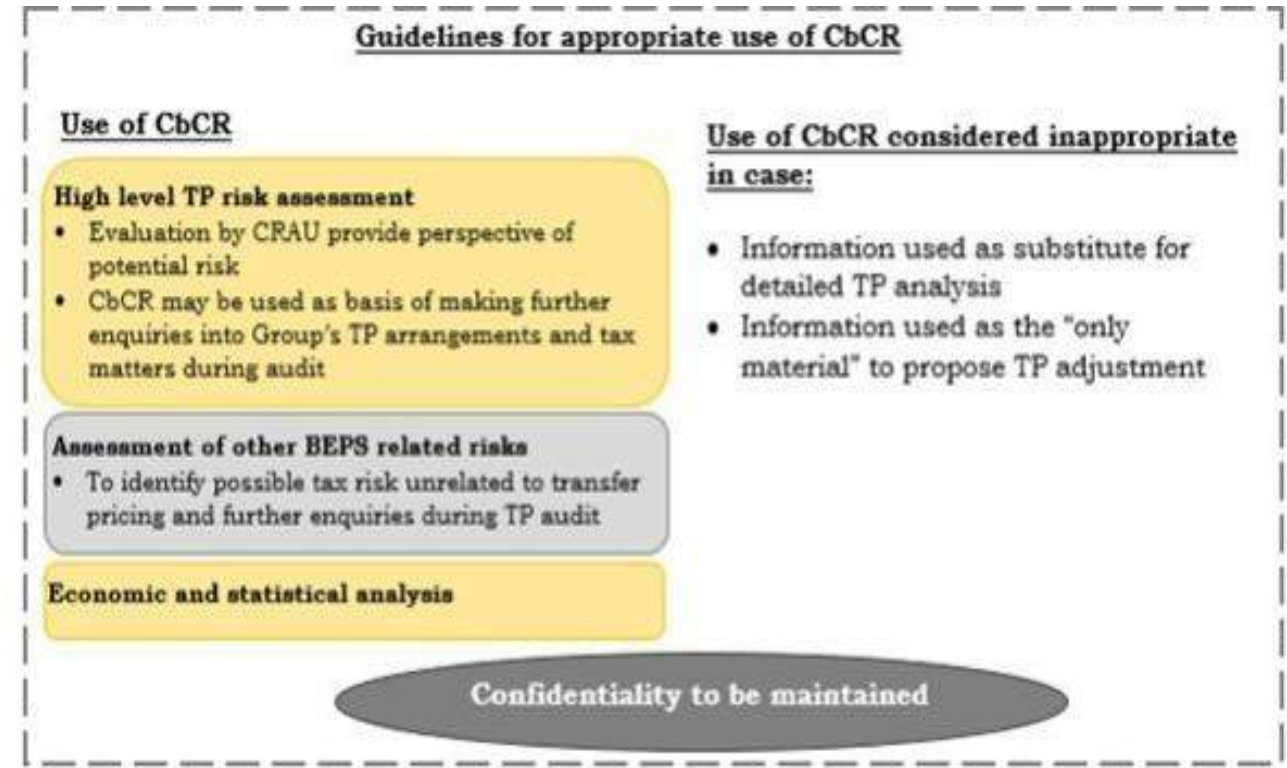 Guidelines for appropriate use of CbCR
Use of CbCR
High level TP risk assessment
• Evaluation by CRAU provide perspective of
potential risk
• CbCR may be used as basis of making further
enquiries into Group's TP arrangements and tax
matters during audit
Assessment of other BEPS related risks
• To identify possible tax risk unrelated to transfer
pricing and further enquiries during TP audit
Economic and statistical analysis
Use of CbCR considered inappropriate
in case:
• Information used as substitute for
detailed TP analysis
• Information used as the "only
material" to propose TP adjustment
Confidentiality to be maintained